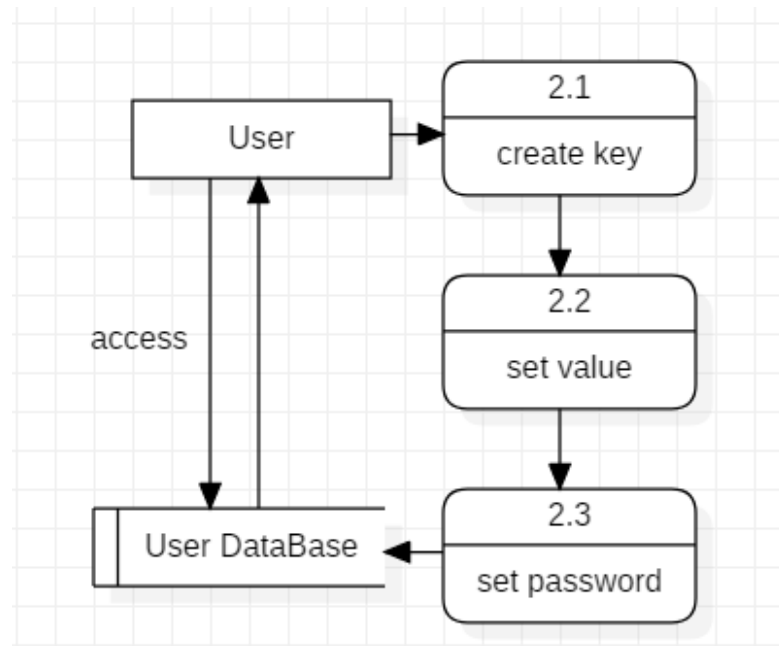 2.1
User
create key
2.2
access
set value
2.3
User DataBase
set password